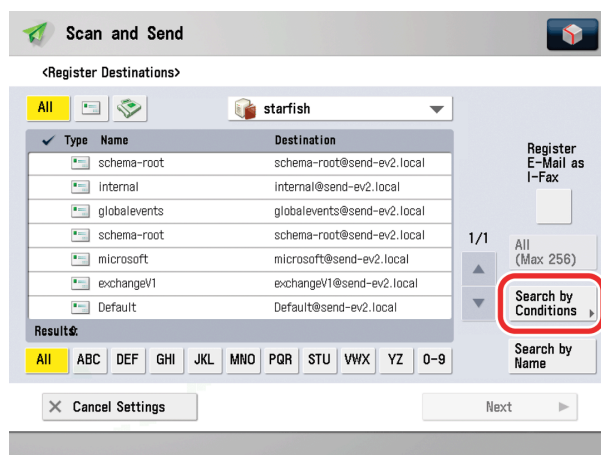 Scan and Send
<Register Destinations>
All
starfish
Type Name Destination
schema-root schema-root@send-ev2.local
internal internal@send-ev2.local
globalevents globalevents@send-ev2.local
schema-root schema-root@send-ev2.local
microsoft microsoft@send-ev2.local
exchangeV1 exchangeV1@send-ev2.local
Default Default@send-ev2.local
Register
E-Mail as
I-Fax
1/1
All
(Max 256)
Search by
Conditions
Search by
Name
All ABC DEF GHI JKL MNO PQR STU VWX YZ 0-9
Cancel Settings
Next